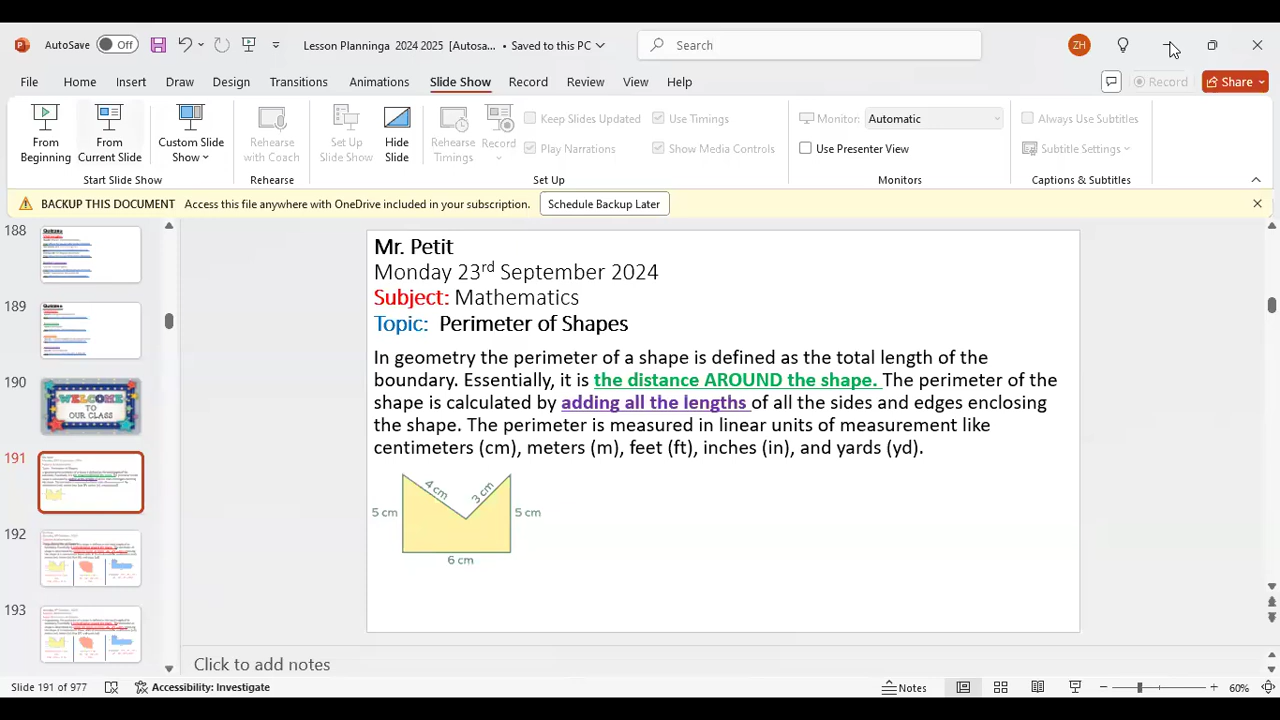 AutoSave Off Lesson Planninga 2024 2025 [Autosa... • Saved to this PC Search ZH
File Home Insert Draw Design Transitions Animations Slide Show Record Review View Help Record Share
From Beginning
From Current Slide
Custom Slide Show
Start Slide Show
Rehearse with Coach
Rehearse
Set Up Slide Show
Hide Slide
Rehearse Timings
Record
Keep Slides Updated
Play Narrations
Use Timings
Show Media Controls
Set Up
Monitor: Automatic
Use Presenter View
Monitors
Always Use Subtitles
Subtitle Settings
Captions & Subtitles
BACKUP THIS DOCUMENT Access this file anywhere with OneDrive included in your subscription. Schedule Backup Later
188
189
190
WELCOME
TO
OUR CLASS
191
192
193
Mr. Petit
Monday 23rd September 2024
Subject: Mathematics
Topic: Perimeter of Shapes
In geometry the perimeter of a shape is defined as the total length of the
boundary. Essentially, it is the distance AROUND the shape. The perimeter of the
shape is calculated by adding all the lengths of all the sides and edges enclosing
the shape. The perimeter is measured in linear units of measurement like
centimeters (cm), meters (m), feet (ft), inches (in), and yards (yd).
4 cm 3 cm
5 cm 5 cm
6 cm
Click to add notes
Slide 191 of 977 Accessibility: Investigate Notes 60%